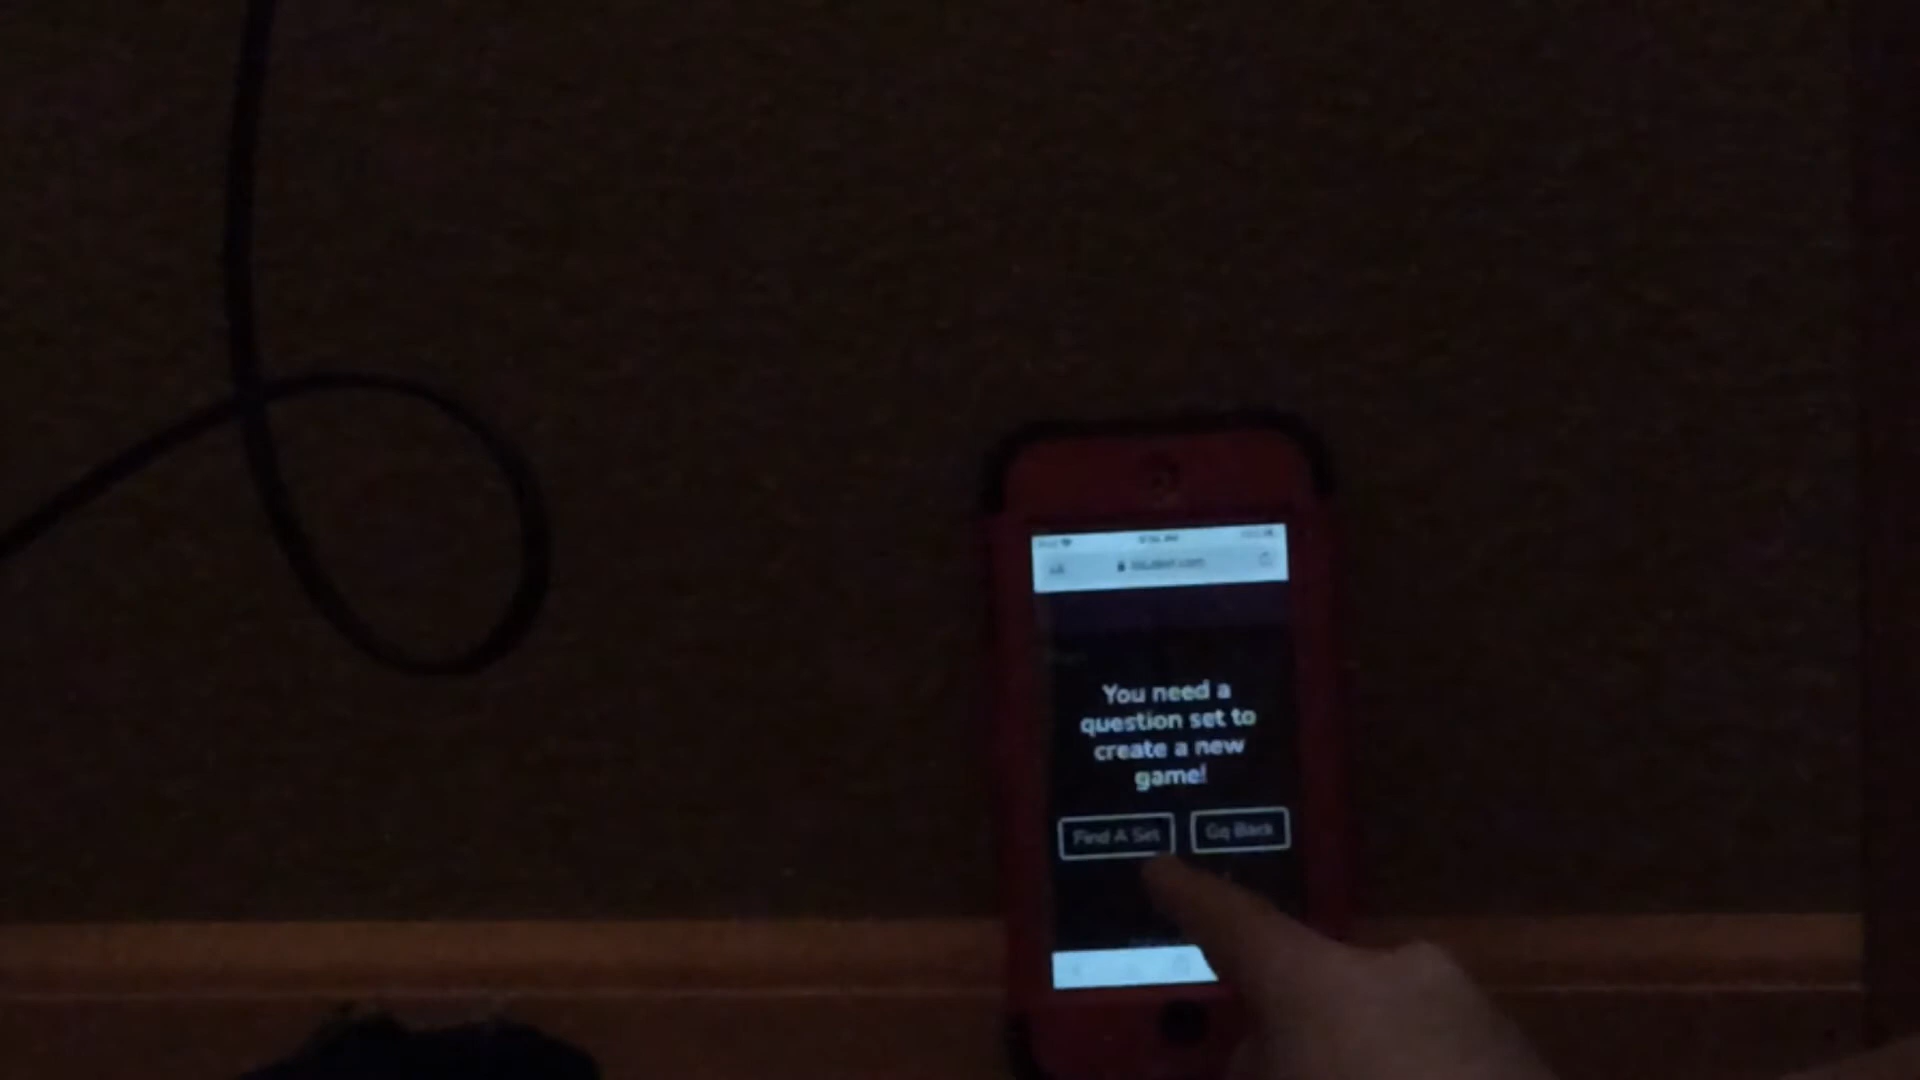 You need a
question set to
create a new
game!
Find A Set
Go Back